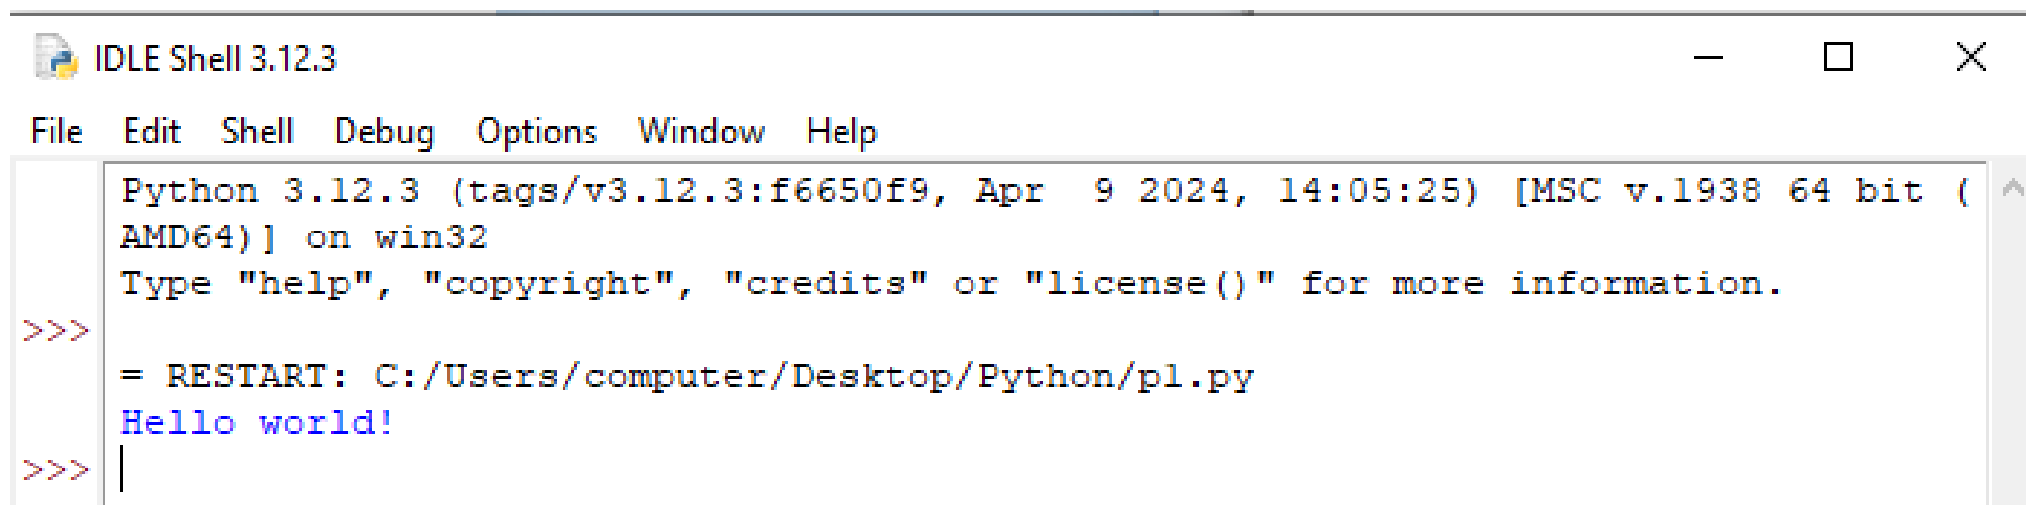 IDLE Shell 3.12.3
File Edit Shell Debug Options Window Help
Python 3.12.3 (tags/v3.12.3:f6650f9, Apr  9 2024, 14:05:25) [MSC v.1938 64 bit (
AMD64)] on win32
Type "help", "copyright", "credits" or "license()" for more information.
>>>
= RESTART: C:/Users/computer/Desktop/Python/p1.py
Hello world!
>>>